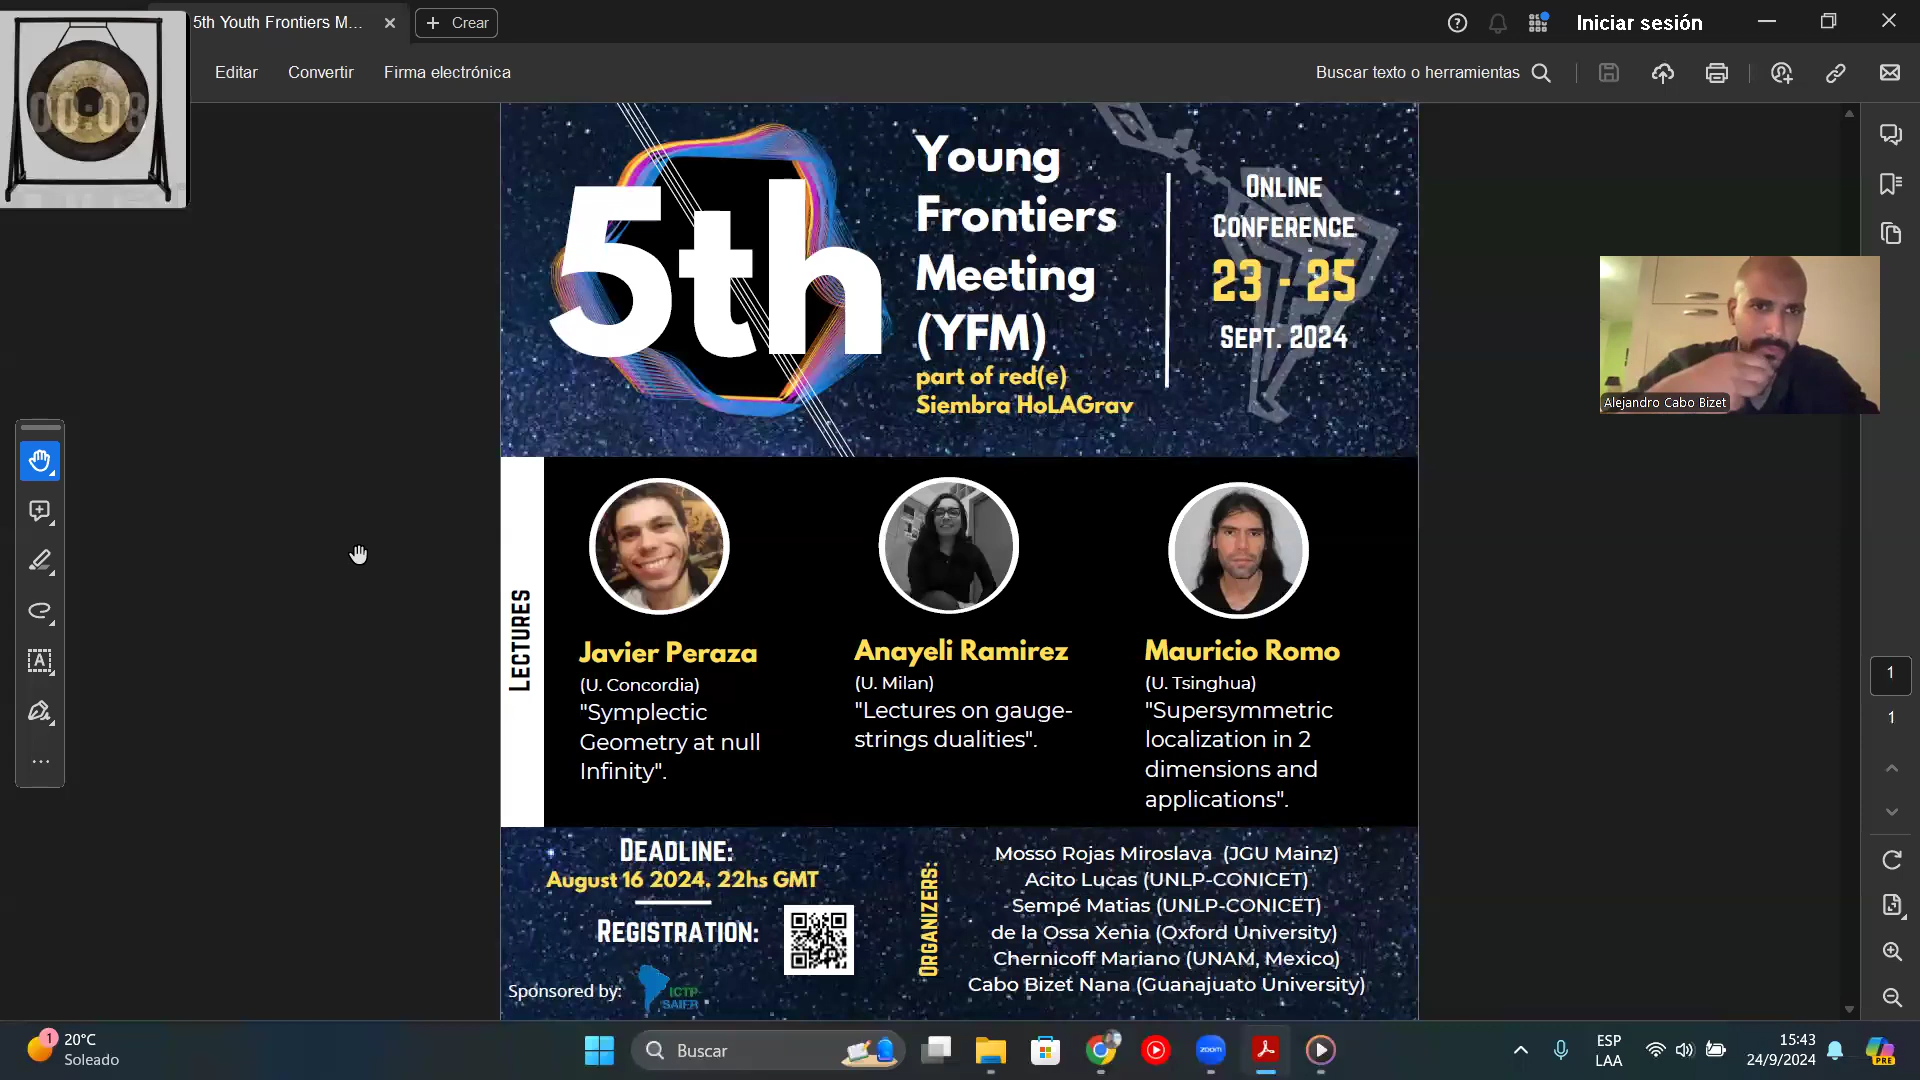 5th Youth Frontiers M...
Crear
Iniciar sesión
00:08
Editar
Convertir
Firma electrónica
Buscar texto o herramientas
5th
Young
Frontiers
Meeting
(YFM)
part of red(e)
Siembra HoLAGrav
ONLINE
CONFERENCE
23 - 25
SEPT. 2024
Alejandro Cabo Bizet
LECTURES
Javier Peraza
(U. Concordia)
"Symplectic
Geometry at null
Infinity".
Anayeli Ramirez
(U. Milan)
"Lectures on gauge-
strings dualities".
Mauricio Romo
(U. Tsinghua)
"Supersymmetric
localization in 2
dimensions and
applications".
DEADLINE:
August 16 2024. 22hs GMT
REGISTRATION:
Sponsored by:
ICTP
SAIFR
ORGANIZERS:
Mosso Rojas Miroslava (JGU Mainz)
Acito Lucas (UNLP-CONICET)
Sempé Matias (UNLP-CONICET)
de la Ossa Xenia (Oxford University)
Chernicoff Mariano (UNAM, Mexico)
Cabo Bizet Nana (Guanajuato University)
1
1
1
20°C
Soleado
Buscar
zoom
ESP
LAA
15:43
24/9/2024
PRE